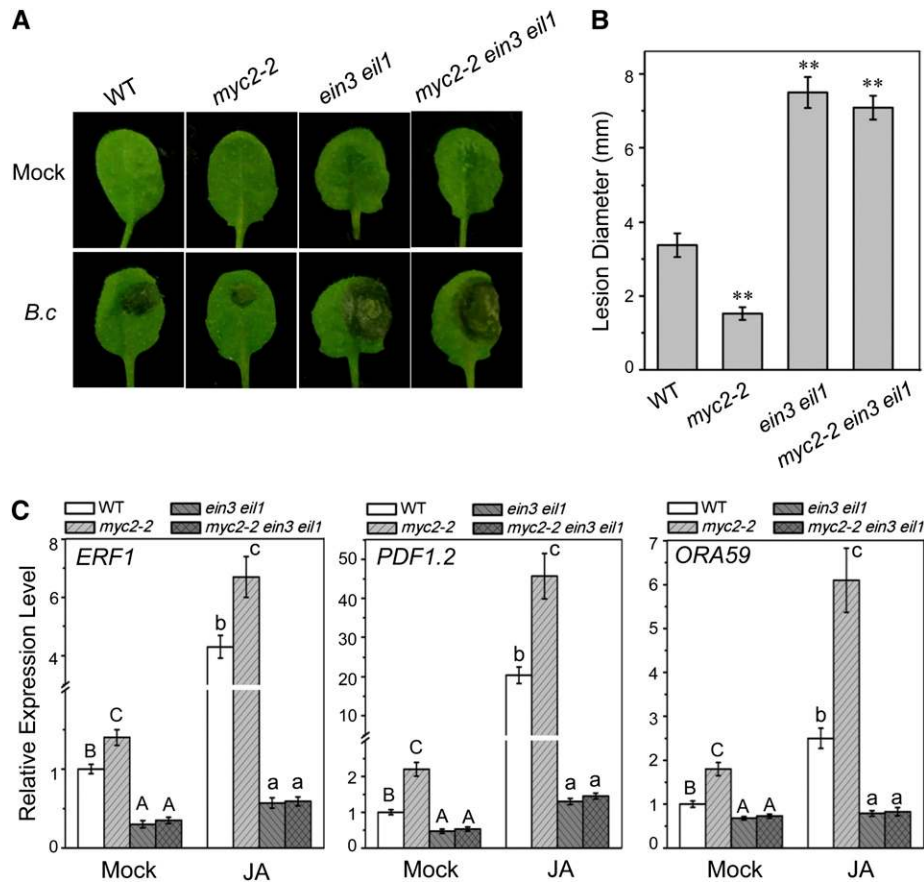 A
WT
myc2-2
ein3 eil1
myc2-2 ein3 eil1
Mock
B.c
B
Lesion Diameter (mm)
8
6
4
2
0
**
**
**
WT
myc2-2
ein3 eil1
myc2-2 ein3 eil1
C
Relative Expression Level
WT
ein3 eil1
myc2-2
myc2-2 ein3 eil1
ERF1
8
6
4
1
0
B
C
A
A
b
c
a
a
Mock
JA
WT
ein3 eil1
myc2-2
myc2-2 ein3 eil1
PDF1.2
50
40
30
20
10
2
1
0
B
C
A
A
b
c
a
a
Mock
JA
WT
ein3 eil1
myc2-2
myc2-2 ein3 eil1
ORA59
7
6
5
4
3
2
1
0
B
C
A
A
b
c
a
a
Mock
JA